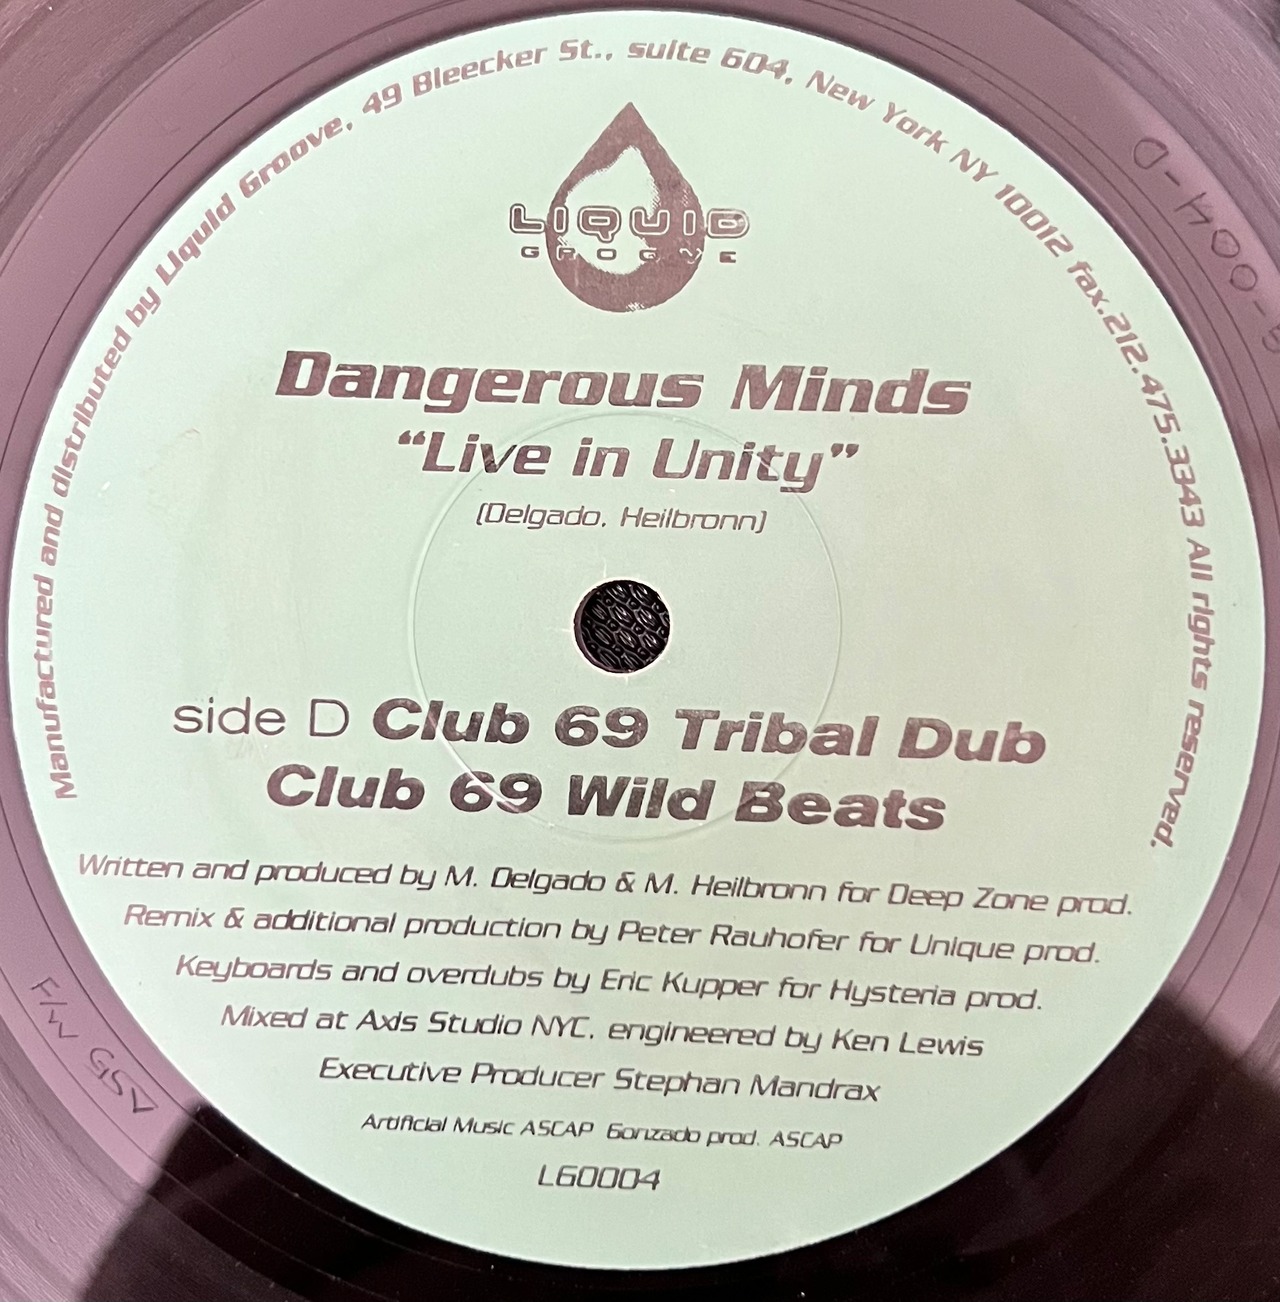 Manufactured and distributed by Liquid Groove, 49 Bleecker St., suite 604, New York NY 10012 fax.212.475.3343 All rights reserved.
LIQUID
GROOVE
Dangerous Minds
“Live in Unity”
(Delgado, Heilbronn)
side D Club 69 Tribal Dub
Club 69 Wild Beats
Written and produced by M. Delgado & M. Heilbronn for Deep Zone prod.
Remix & additional production by Peter Rauhofer for Unique prod.
Keyboards and overdubs by Eric Kupper for Hysteria prod.
Mixed at Axis Studio NYC, engineered by Ken Lewis
Executive Producer Stephan Mandrax
Artificial Music ASCAP Gonzado prod. ASCAP
LG0004